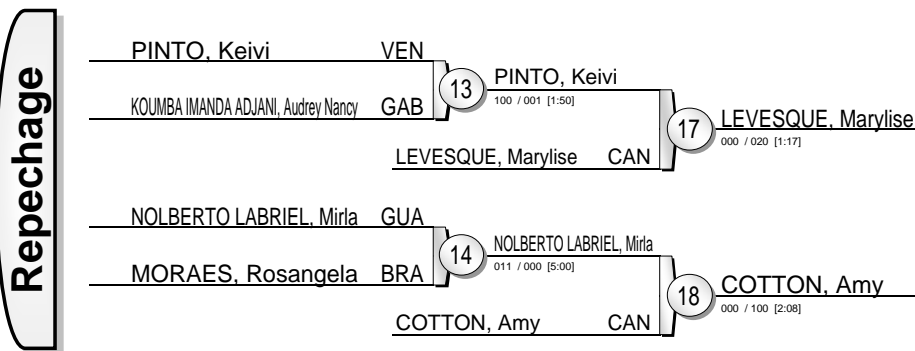 Repechage
PINTO, Keivi VEN
KOUMBA IMANDA ADJANI, Audrey Nancy GAB
13
PINTO, Keivi
100 / 001 [1:50]
LEVESQUE, Marylise CAN
17
LEVESQUE, Marylise
000 / 020 [1:17]
NOLBERTO LABRIEL, Mirla GUA
MORAES, Rosangela BRA
14
NOLBERTO LABRIEL, Mirla
011 / 000 [5:00]
COTTON, Amy CAN
18
COTTON, Amy
000 / 100 [2:08]